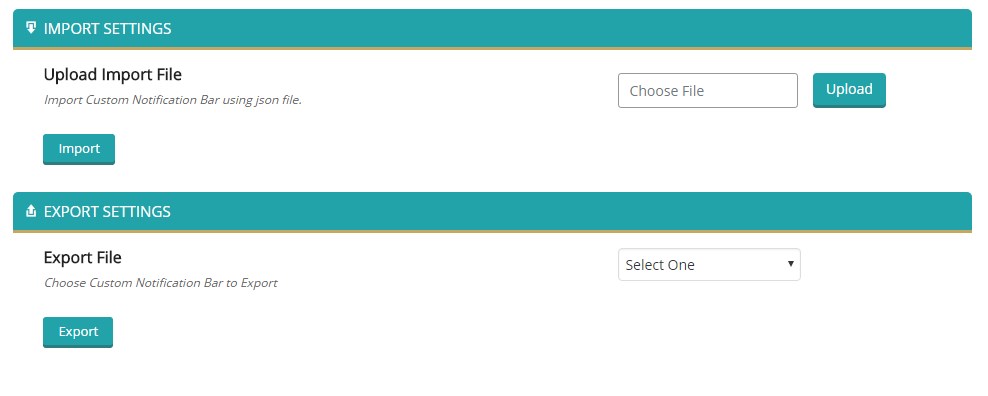 IMPORT SETTINGS
Upload Import File
Import Custom Notification Bar using json file.
Choose File
Upload
Import
EXPORT SETTINGS
Export File
Choose Custom Notification Bar to Export
Select One
Export